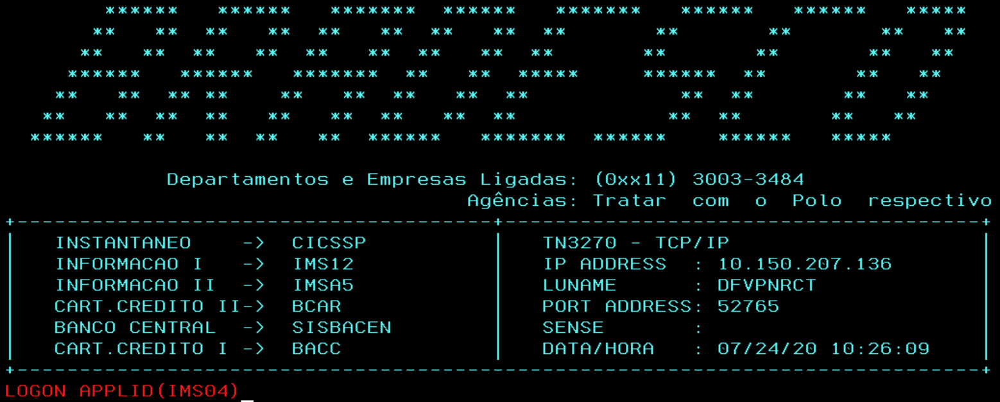 BRADESCO
Departamentos e Empresas Ligadas: (0xx11) 3003-3484
Agências: Tratar com o Polo respectivo
INSTANTANEO -> CICSSP TN3270 - TCP/IP
INFORMACAO I -> IMS12 IP ADDRESS : 10.150.207.136
INFORMACAO II -> IMSA5 LUNAME : DFVPNRCT
CART.CREDITO II-> BCAR PORT ADDRESS: 52765
BANCO CENTRAL -> SISBACEN SENSE :
CART.CREDITO I -> BACC DATA/HORA : 07/24/20 10:26:09
LOGON APPLID(IMS04)